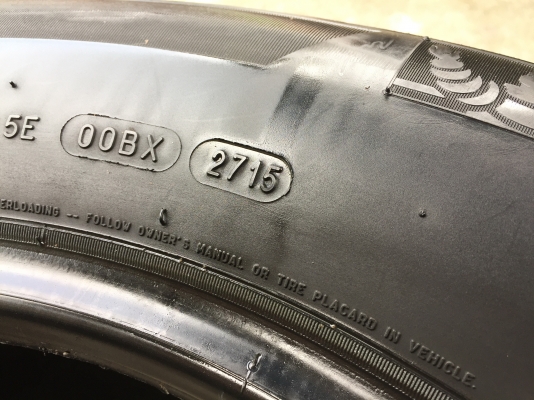 5E 00BX 2715
ERLOADING -- FOLLOW OWNER'S MANUAL OR TIRE PLACARD IN VEHICLE.